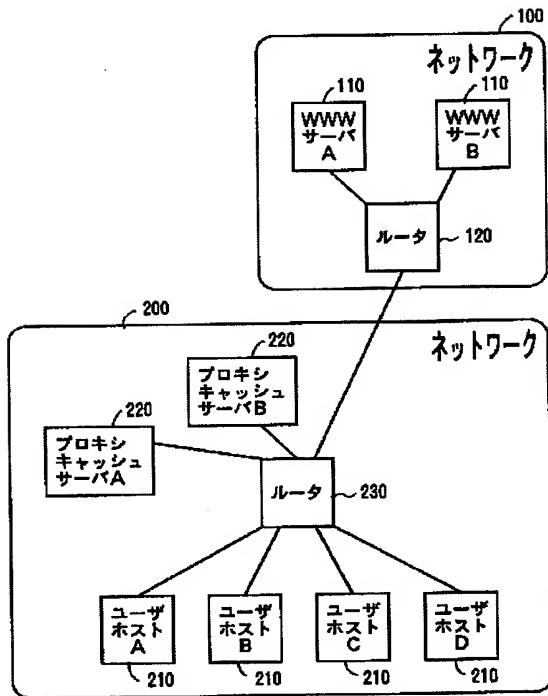 100
ネットワーク
110
110
WWW
サーバ
A
WWW
サーバ
B
ルータ
120
200
ネットワーク
220
プロキシ
キャッシュ
サーバB
220
プロキシ
キャッシュ
サーバA
ルータ
230
ユーザ
ホスト
A
ユーザ
ホスト
B
ユーザ
ホスト
C
ユーザ
ホスト
D
210
210
210
210